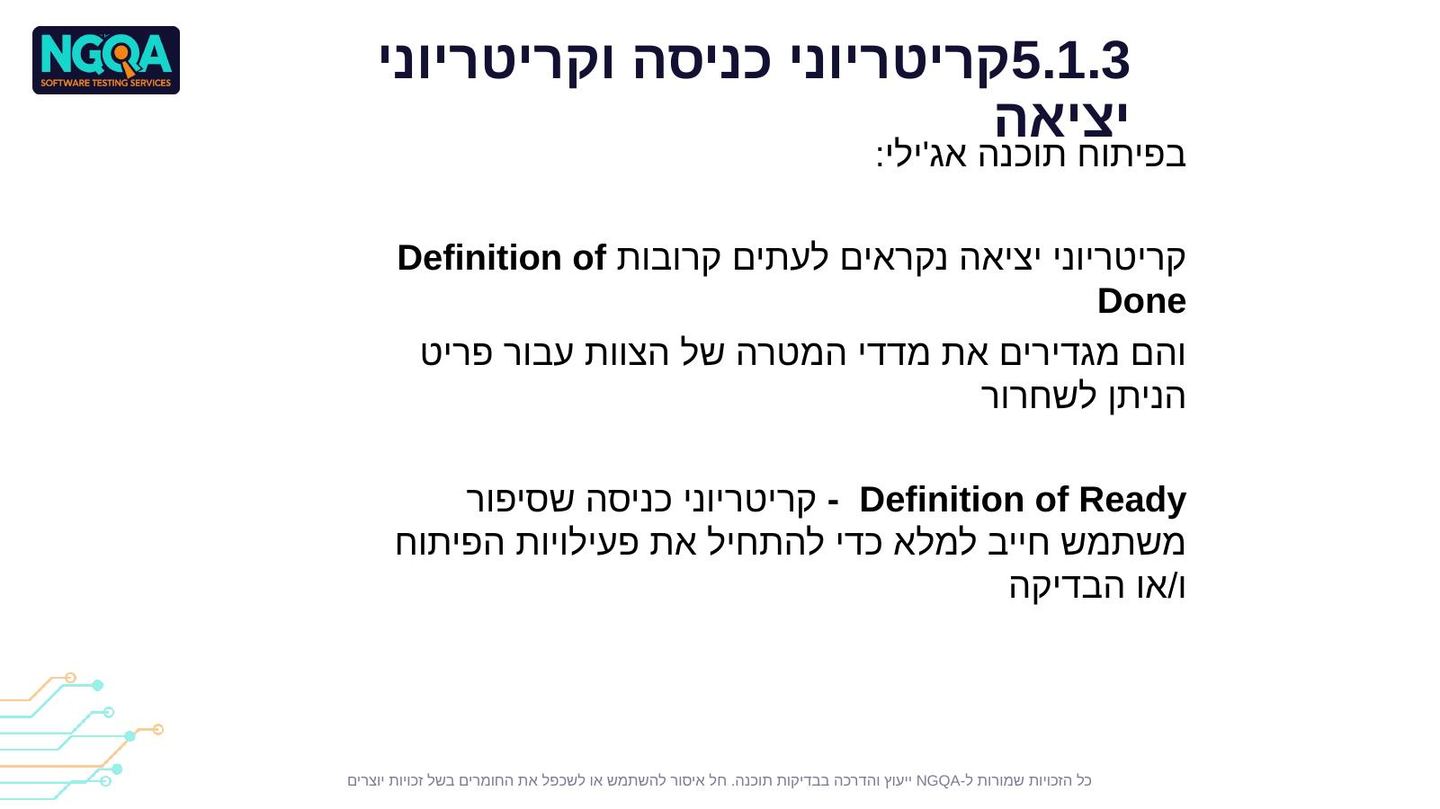 NGQA
SOFTWARE TESTING SERVICES
5.1.3קריטריוני כניסה וקריטריוני
יציאה
בפיתוח תוכנה אג'ילי:
קריטריוני יציאה נקראים לעתים קרובות Definition of
Done
והם מגדירים את מדדי המטרה של הצוות עבור פריט
הניתן לשחרור
Definition of Ready - קריטריוני כניסה שסיפור
משתמש חייב למלא כדי להתחיל את פעילויות הפיתוח
ו/או הבדיקה
כל הזכויות שמורות ל-NGQA ייעוץ והדרכה בבדיקות תוכנה. חל איסור להשתמש או לשכפל את החומרים בשל זכויות יוצרים